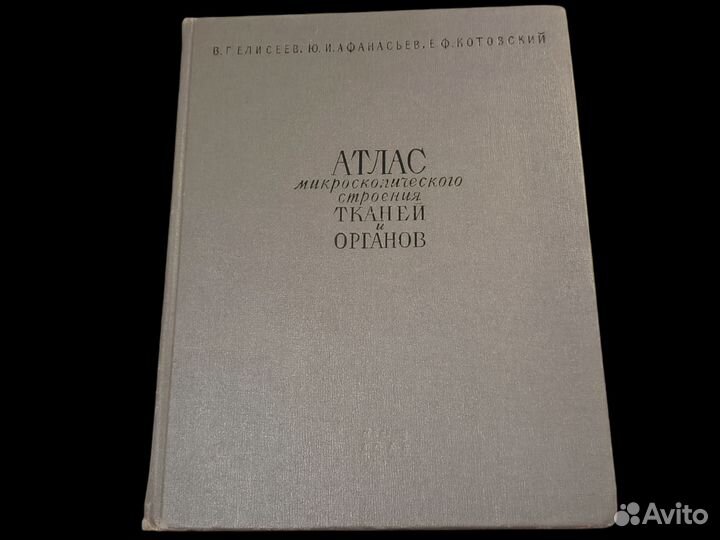 В. Г. ЕЛИСЕЕВ, Ю. И. АФАНАСЬЕВ, Е. Ф. КОТОВСКИЙ
АТЛАС
микроскопического
строения
ТКАНЕЙ
и
ОРГАНОВ
Avito